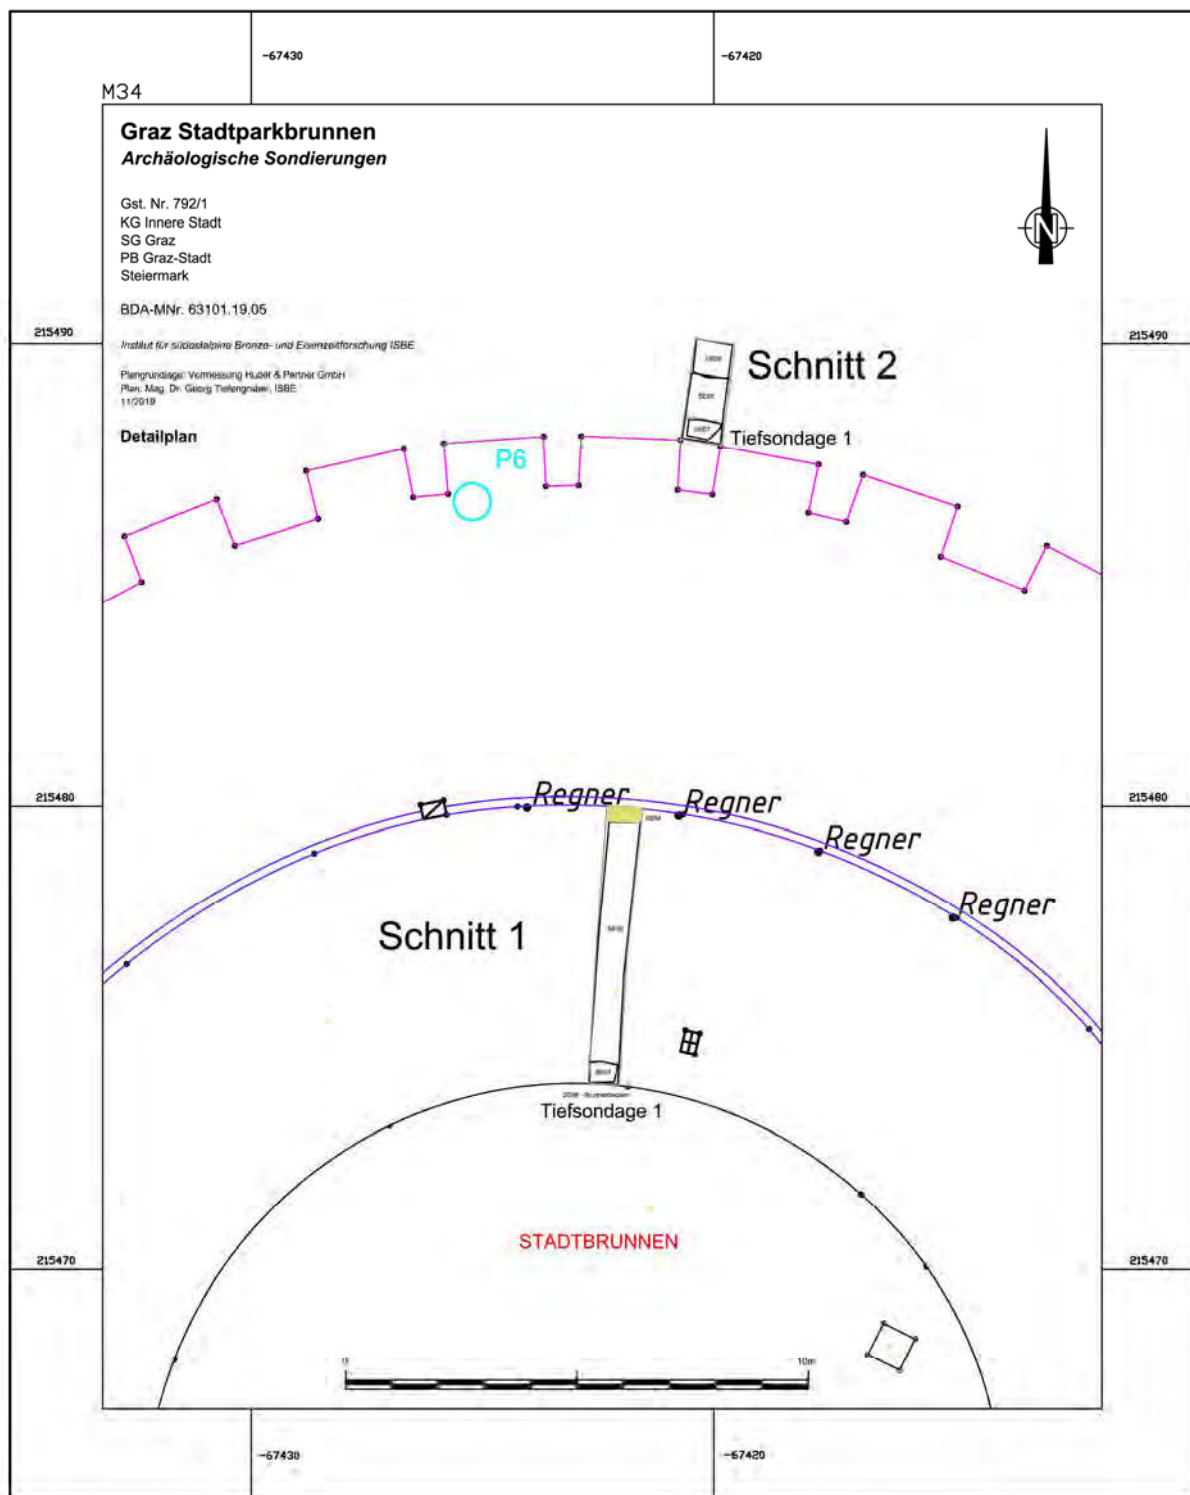 -67430
-67420
M34
Graz Stadtparkbrunnen
Archäologische Sondierungen
Gst. Nr. 792/1
KG Innere Stadt
SG Graz
PB Graz-Stadt
Steiermark
BDA-MNr. 63101.19.05
215490
215490
Institut für südostalpine Bronze- und Eisenzeitforschung ISBE
Schnitt 2
Plangrundlage: Vermessung Huber & Partner GmbH
Plan: Mag. Dr. Georg Tiefengraber, ISBE
11/2019
Detailplan
Tiefsondage 1
P6
215480
215480
Regner
Regner
Regner
Regner
Schnitt 1
Tiefsondage 1
STADTBRUNNEN
215470
215470
0
10m
-67430
-67420
N